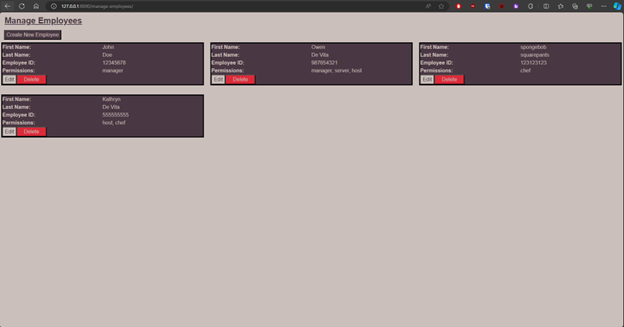 127.0.0.1:8000/manage-employees/
Manage Employees
Create New Employee
First Name: John
Last Name: Doe
Employee ID: 12345678
Permissions: manager
Edit Delete
First Name: Owen
Last Name: De Vita
Employee ID: 987654321
Permissions: manager, server, host
Edit Delete
First Name: spongebob
Last Name: squarepants
Employee ID: 123123123
Permissions: chef
Edit Delete
First Name: Kathryn
Last Name: De Vita
Employee ID: 555555555
Permissions: host, chef
Edit Delete